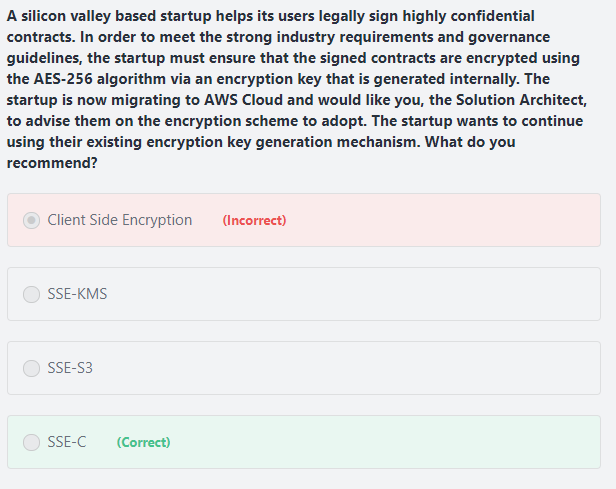 A silicon valley based startup helps its users legally sign highly confidential
contracts. In order to meet the strong industry requirements and governance
guidelines, the startup must ensure that the signed contracts are encrypted using
the AES-256 algorithm via an encryption key that is generated internally. The
startup is now migrating to AWS Cloud and would like you, the Solution Architect,
to advise them on the encryption scheme to adopt. The startup wants to continue
using their existing encryption key generation mechanism. What do you
recommend?
Client Side Encryption (Incorrect)
SSE-KMS
SSE-S3
SSE-C (Correct)